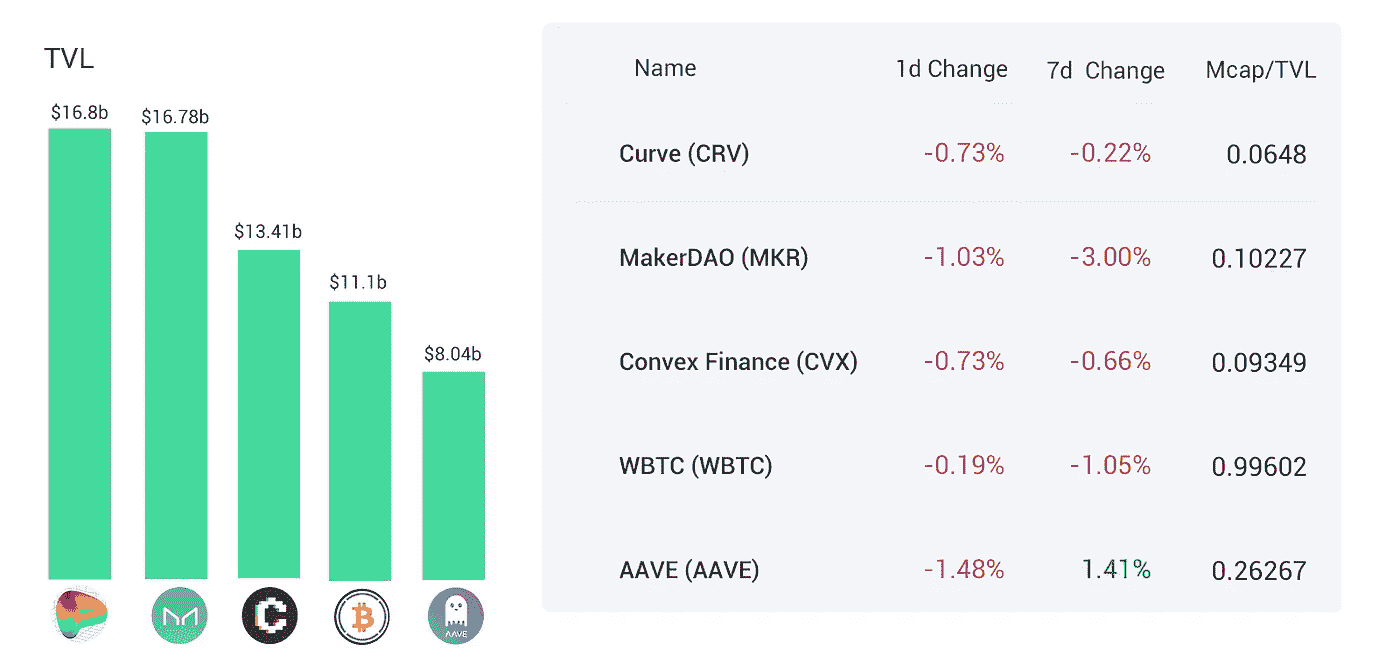 TVL
$16.8b
$16.78b
$13.41b
$11.1b
$8.04b
AAVE
Name 1d Change 7d Change Mcap/TVL
Curve (CRV) -0.73% -0.22% 0.0648
MakerDAO (MKR) -1.03% -3.00% 0.10227
Convex Finance (CVX) -0.73% -0.66% 0.09349
WBTC (WBTC) -0.19% -1.05% 0.99602
AAVE (AAVE) -1.48% 1.41% 0.26267